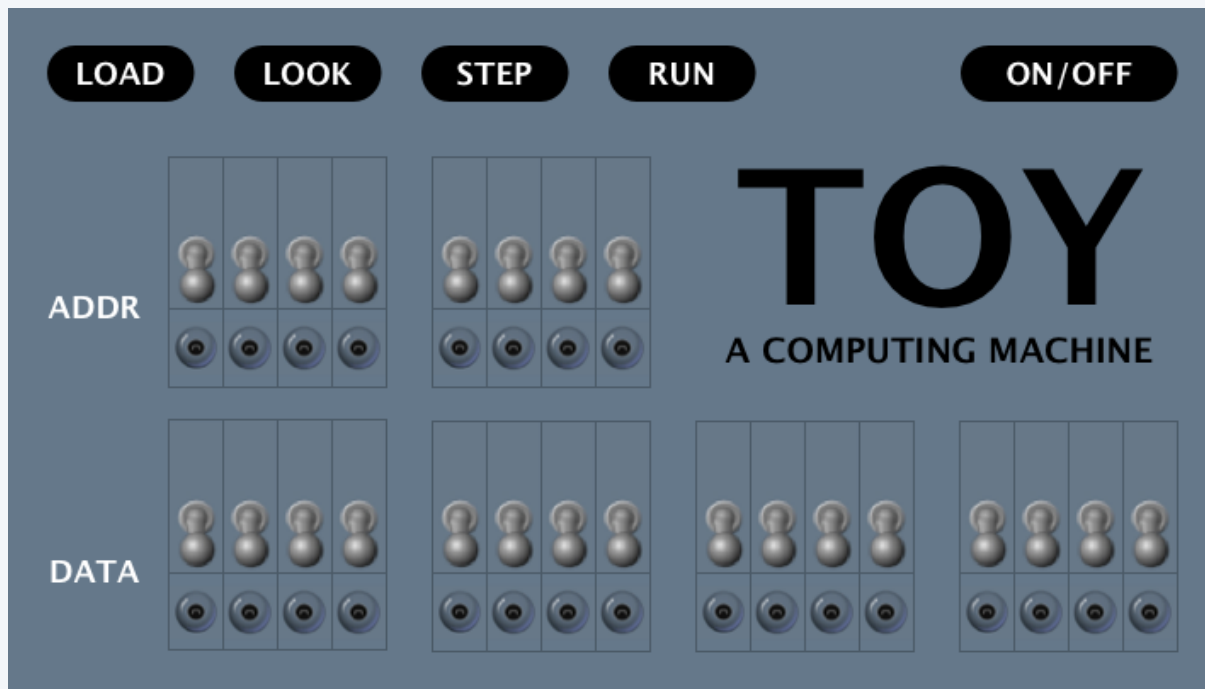 LOAD LOOK STEP RUN ON/OFF
TOY
ADDR
A COMPUTING MACHINE
DATA